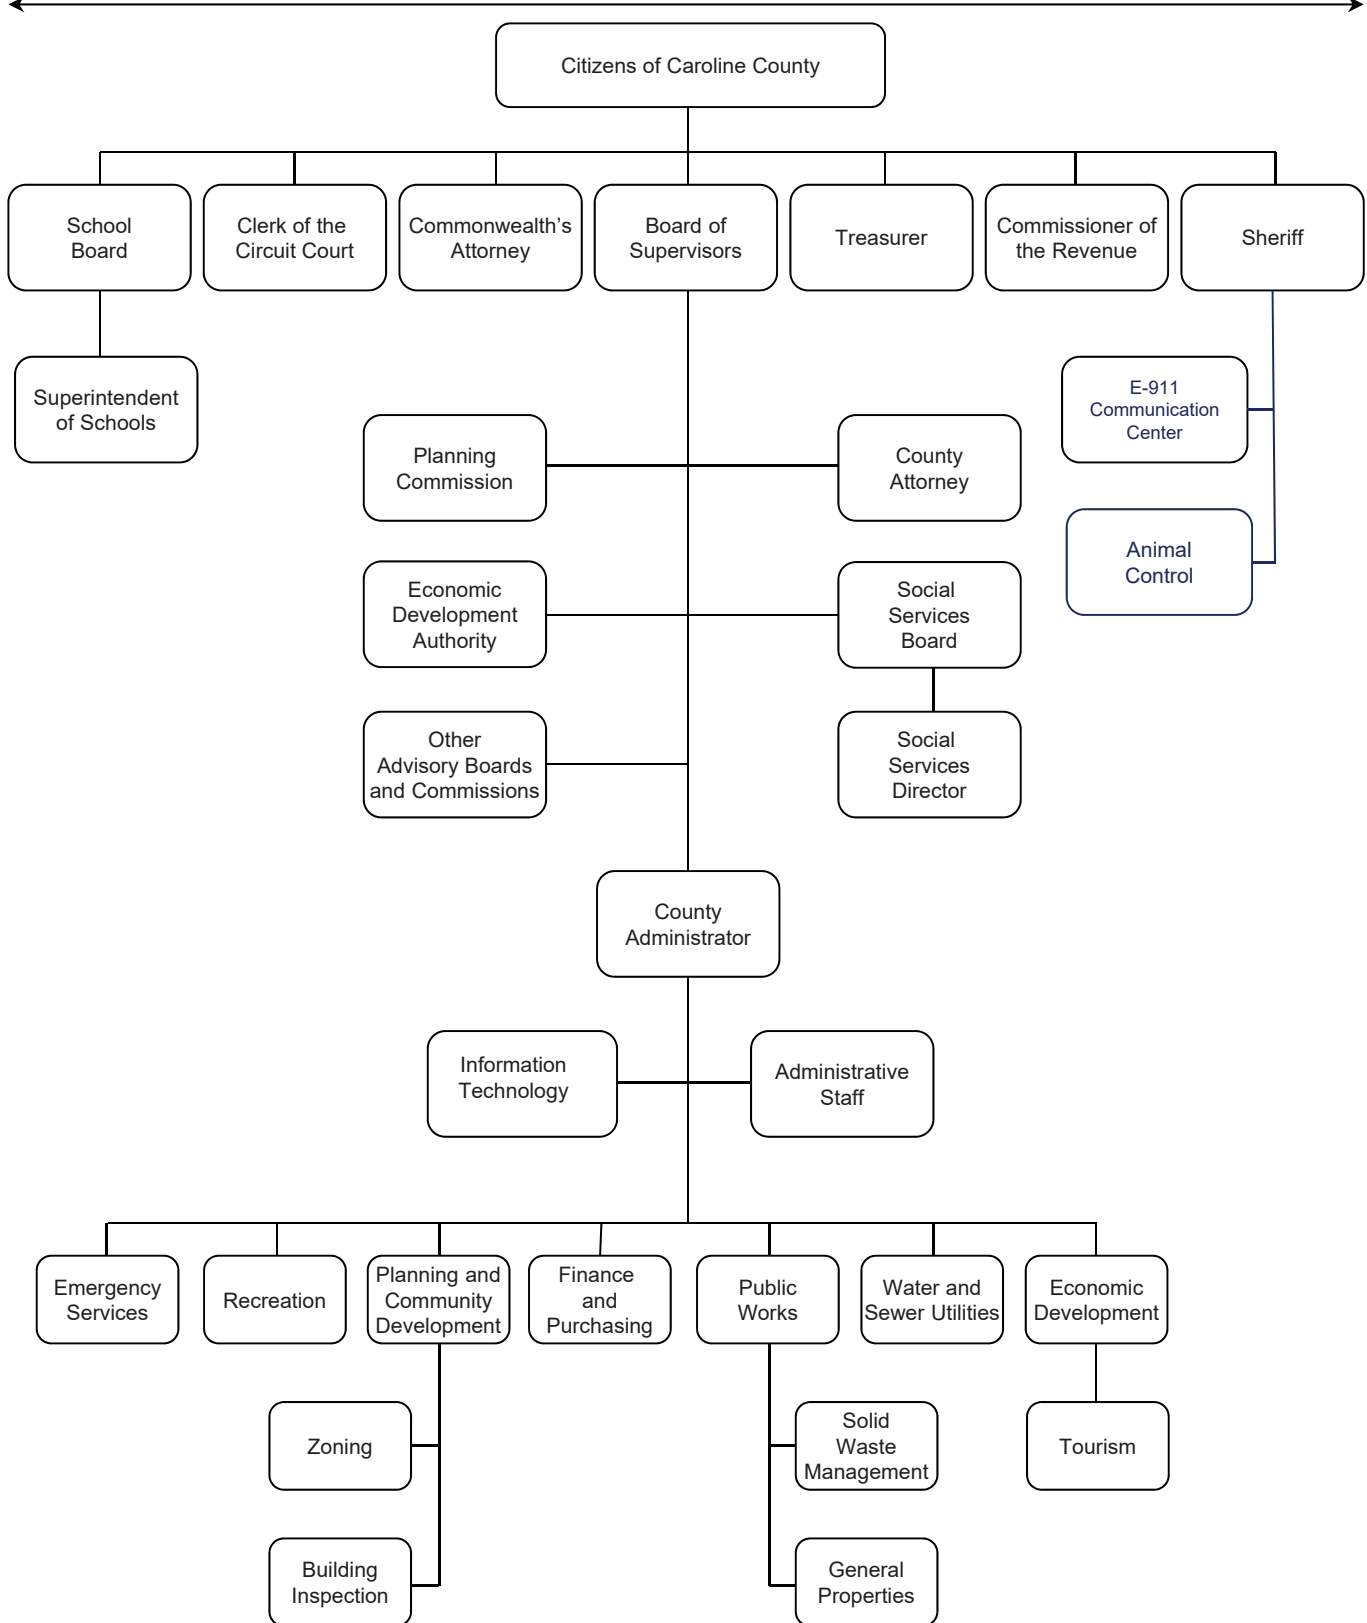 Citizens of Caroline County
School
Board
Clerk of the
Circuit Court
Commonwealth’s
Attorney
Board of
Supervisors
Treasurer
Commissioner of
the Revenue
Sheriff
Superintendent
of Schools
E-911
Communication
Center
Planning
Commission
County
Attorney
Animal
Control
Economic
Development
Authority
Social
Services
Board
Other
Advisory Boards
and Commissions
Social
Services
Director
County
Administrator
Information
Technology
Administrative
Staff
Emergency
Services
Recreation
Planning and
Community
Development
Finance
and
Purchasing
Public
Works
Water and
Sewer Utilities
Economic
Development
Zoning
Solid
Waste
Management
Tourism
Building
Inspection
General
Properties